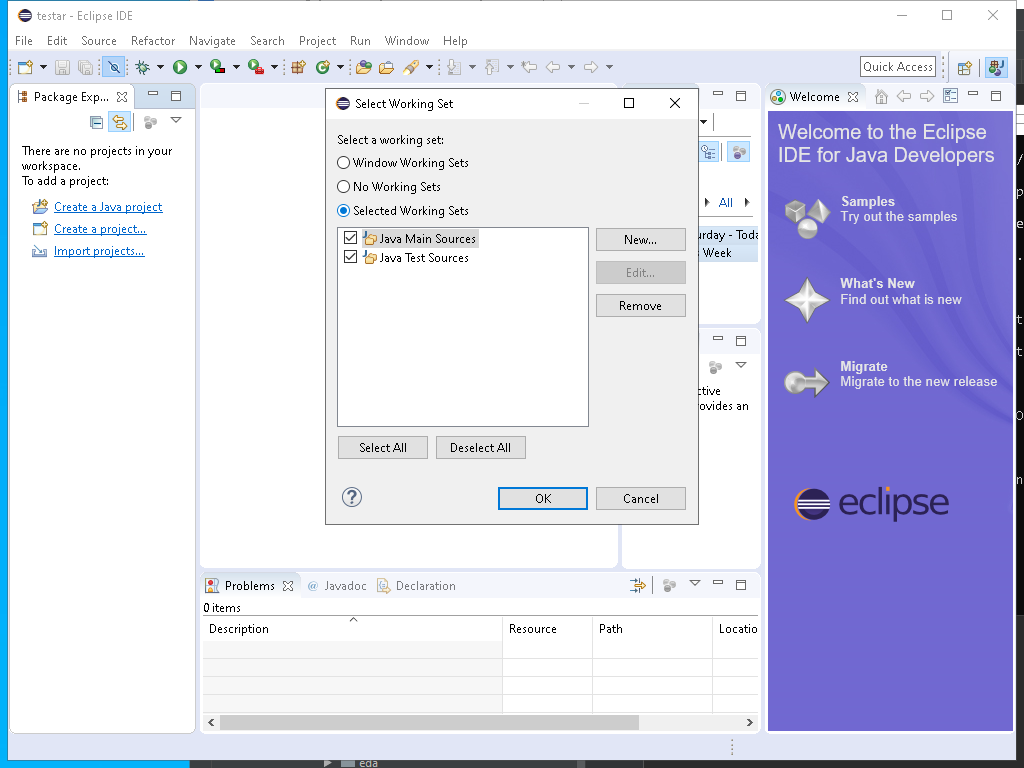 testar - Eclipse IDE
File Edit Source Refactor Navigate Search Project Run Window Help
Quick Access
Package Exp...
There are no projects in your
workspace.
To add a project:
Create a Java project
Create a project...
Import projects...
Select Working Set
Select a working set:
Window Working Sets
No Working Sets
Selected Working Sets
Java Main Sources
Java Test Sources
New...
Edit...
Remove
Select All Deselect All
OK Cancel
All
urday - Toda
Week
ctive
ovides an
Welcome
Welcome to the Eclipse
IDE for Java Developers
Samples
Try out the samples
What's New
Find out what is new
Migrate
Migrate to the new release
eclipse
Problems @ Javadoc Declaration
0 items
Description Resource Path Locatio
eda